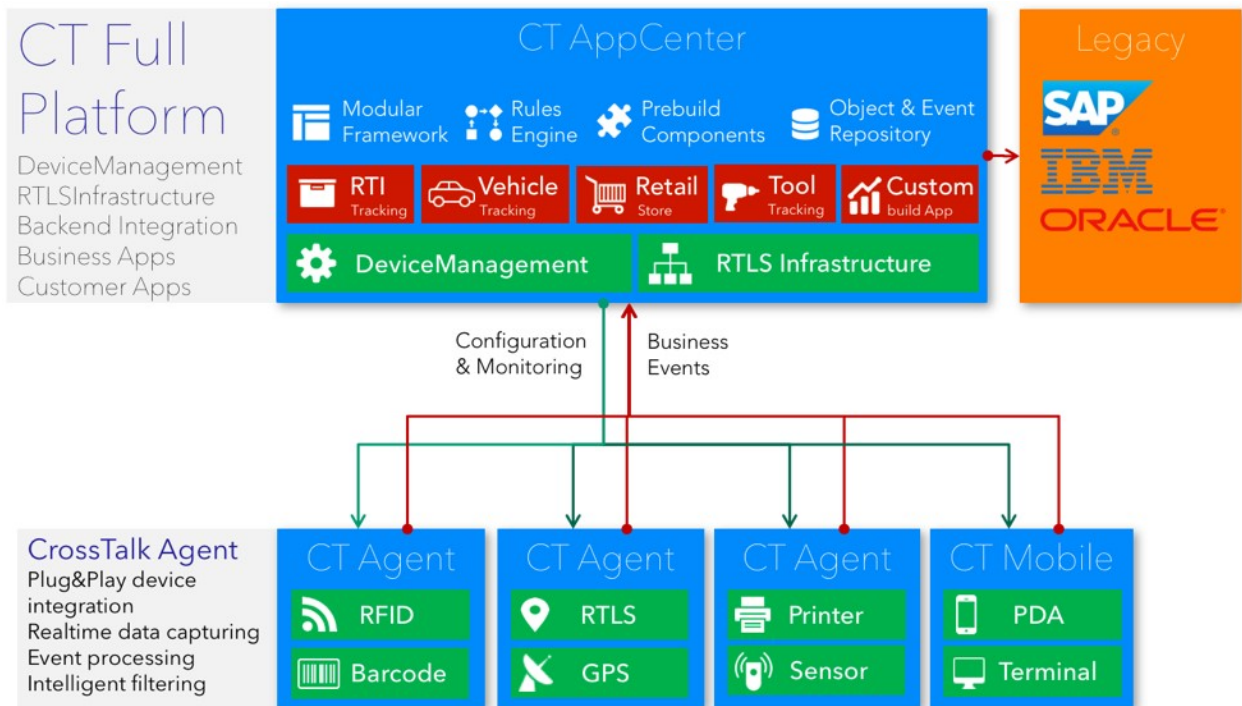 CT Full
Platform
DeviceManagement
RTLSInfrastructure
Backend Integration
Business Apps
Customer Apps
CT AppCenter
Modular
Framework
Rules
Engine
Prebuild
Components
Object & Event
Repository
RTI
Tracking
Vehicle
Tracking
Retail
Store
Tool
Tracking
Custom
build App
DeviceManagement
RTLS Infrastructure
Legacy
SAP
IBM
ORACLE
Configuration
& Monitoring
Business
Events
CrossTalk Agent
Plug&Play device
integration
Realtime data capturing
Event processing
Intelligent filtering
CT Agent
RFID
Barcode
CT Agent
RTLS
GPS
CT Agent
Printer
Sensor
CT Mobile
PDA
Terminal